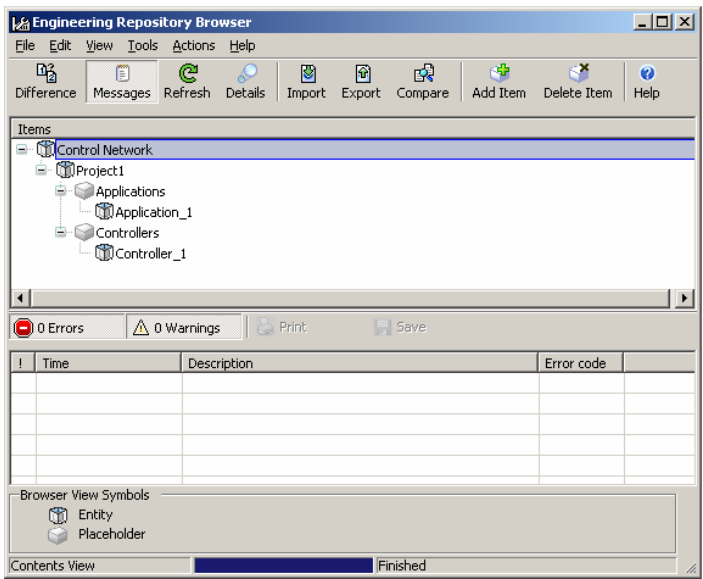 Engineering Repository Browser
File Edit View Tools Actions Help
Difference Messages Refresh Details Import Export Compare Add Item Delete Item Help
Items
Control Network
Project1
Applications
Application_1
Controllers
Controller_1
0 Errors 0 Warnings Print Save
! Time Description Error code
Browser View Symbols
Entity
Placeholder
Contents View Finished